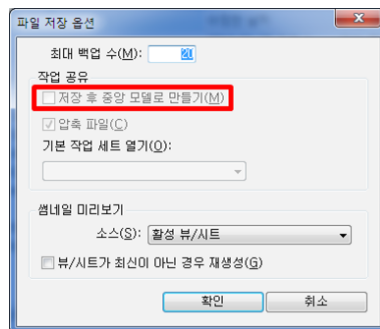 파일 저장 옵션
최대 백업 수(M): 20
작업 공유
저장 후 중앙 모델로 만들기(M)
압축 파일(C)
기본 작업 세트 열기(O):
썸네일 미리보기
소스(S): 활성 뷰/시트
뷰/시트가 최신이 아닌 경우 재생성(G)
확인 취소